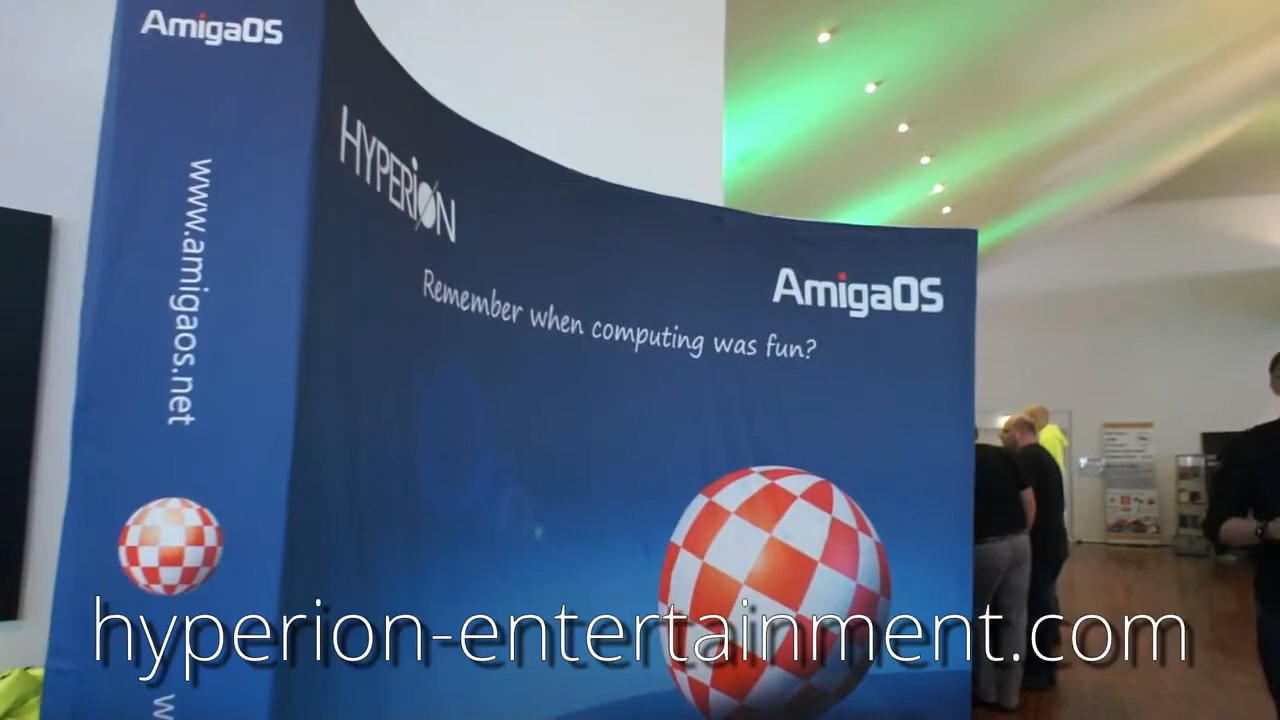 AmigaOS
www.amigaos.net
HYPERiON
Remember when computing was fun?
AmigaOS
hyperion-entertainment.com